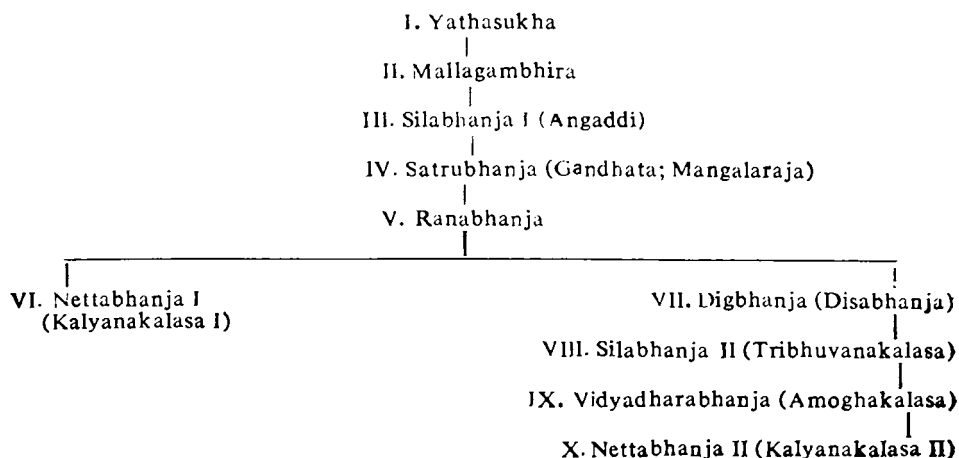 I. Yathasukha
II. Mallagambhira
III. Silabhanja I (Angaddi)
IV. Satrubhanja (Gandhata; Mangalaraja)
V. Ranabhanja
VI. Nettabhanja I
(Kalyanakalasa I)
VII. Digbhanja (Disabhanja)
VIII. Silabhanja II (Tribhuvanakalasa)
IX. Vidyadharabhanja (Amoghakalasa)
X. Nettabhanja II (Kalyanakalasa II)